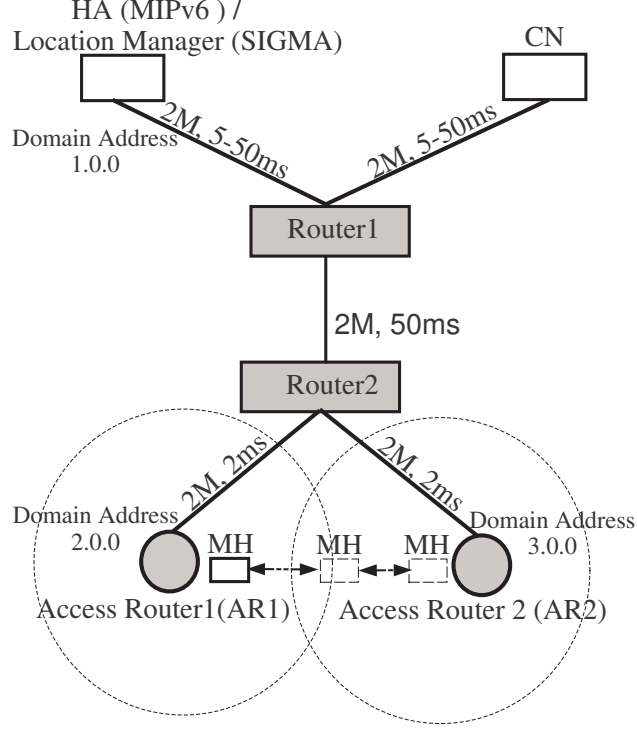 HA (MIPv6 ) /
Location Manager (SIGMA)
CN
2M, 5-50ms
2M, 5-50ms
Domain Address
1.0.0
Router1
2M, 50ms
Router2
2M, 2ms
2M, 2ms
Domain Address
2.0.0
Domain Address
3.0.0
MH
MH
MH
Access Router1(AR1)
Access Router 2 (AR2)